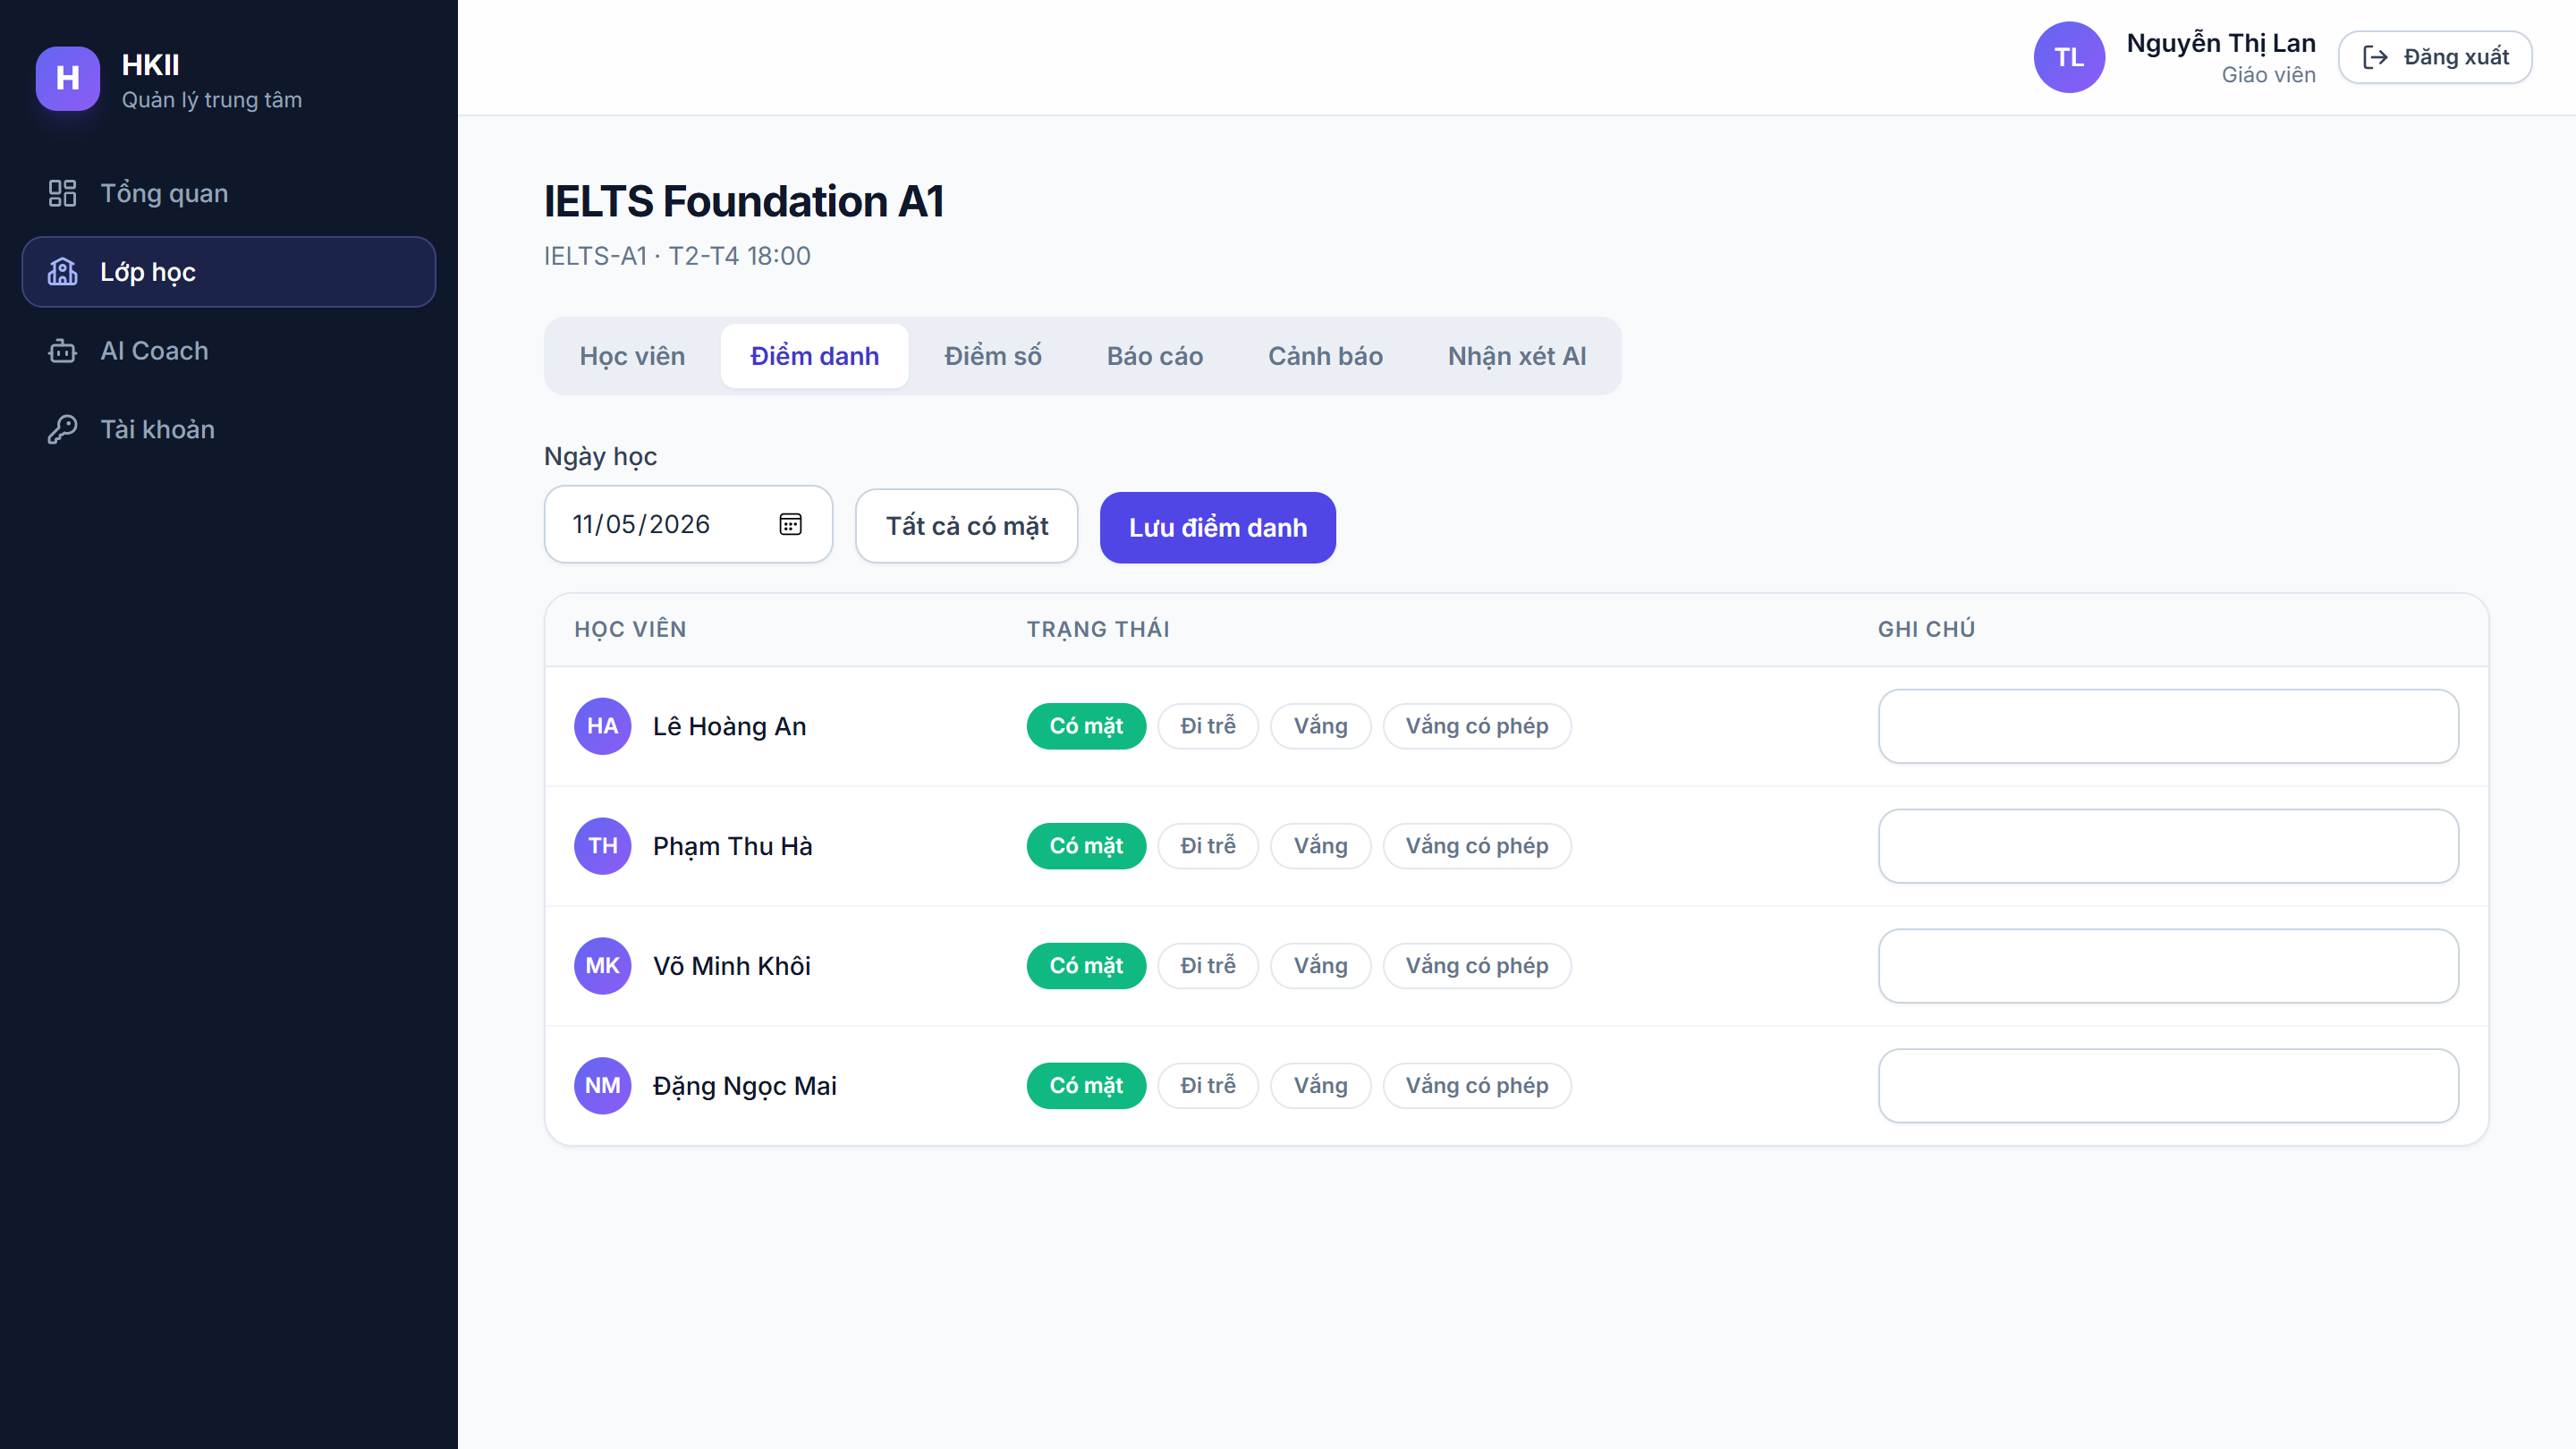 H
HKII
Quản lý trung tâm
Tổng quan
Lớp học
AI Coach
Tài khoản
TL
Nguyễn Thị Lan
Giáo viên
Đăng xuất
IELTS Foundation A1
IELTS-A1 · T2-T4 18:00
Học viên Điểm danh Điểm số Báo cáo Cảnh báo Nhận xét AI
Ngày học
11/05/2026 Tất cả có mặt Lưu điểm danh
HỌC VIÊN TRẠNG THÁI GHI CHÚ
HA Lê Hoàng An Có mặt Đi trễ Vắng Vắng có phép
TH Phạm Thu Hà Có mặt Đi trễ Vắng Vắng có phép
MK Võ Minh Khôi Có mặt Đi trễ Vắng Vắng có phép
NM Đặng Ngọc Mai Có mặt Đi trễ Vắng Vắng có phép